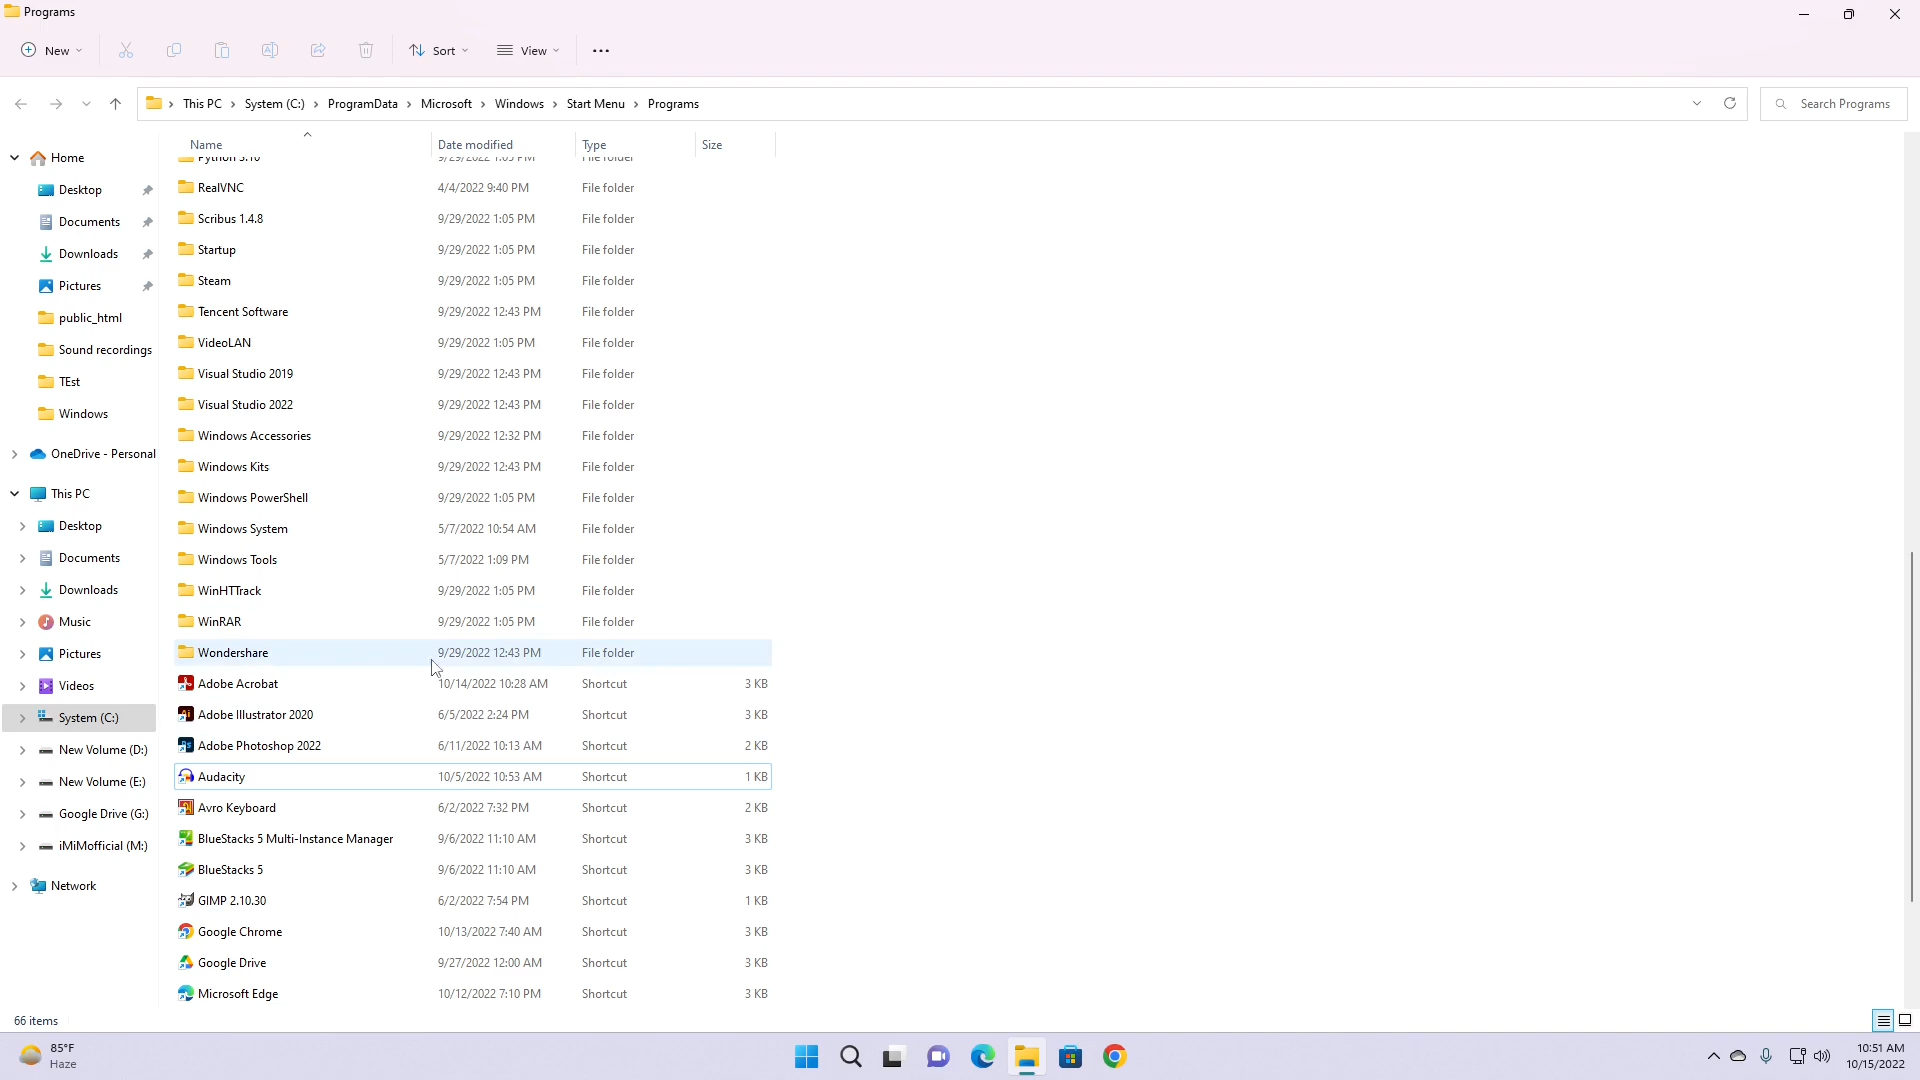 Programs
New
Sort
View
This PC > System (C:) > ProgramData > Microsoft > Windows > Start Menu > Programs
Search Programs
Name Date modified Type Size
Python 3.10 9/29/2022 1:05 PM File folder
RealVNC 4/4/2022 9:40 PM File folder
Scribus 1.4.8 9/29/2022 1:05 PM File folder
Startup 9/29/2022 1:05 PM File folder
Steam 9/29/2022 1:05 PM File folder
Tencent Software 9/29/2022 12:43 PM File folder
VideoLAN 9/29/2022 1:05 PM File folder
Visual Studio 2019 9/29/2022 12:43 PM File folder
Visual Studio 2022 9/29/2022 12:43 PM File folder
Windows Accessories 9/29/2022 12:32 PM File folder
Windows Kits 9/29/2022 12:43 PM File folder
Windows PowerShell 9/29/2022 1:05 PM File folder
Windows System 5/7/2022 10:54 AM File folder
Windows Tools 5/7/2022 1:09 PM File folder
WinHTTrack 9/29/2022 1:05 PM File folder
WinRAR 9/29/2022 1:05 PM File folder
Wondershare 9/29/2022 12:43 PM File folder
Adobe Acrobat 10/14/2022 10:28 AM Shortcut 3 KB
Adobe Illustrator 2020 6/5/2022 2:24 PM Shortcut 3 KB
Adobe Photoshop 2022 6/11/2022 10:13 AM Shortcut 2 KB
Audacity 10/5/2022 10:53 AM Shortcut 1 KB
Avro Keyboard 6/2/2022 7:32 PM Shortcut 2 KB
BlueStacks 5 Multi-Instance Manager 9/6/2022 11:10 AM Shortcut 3 KB
BlueStacks 5 9/6/2022 11:10 AM Shortcut 3 KB
GIMP 2.10.30 6/2/2022 7:54 PM Shortcut 1 KB
Google Chrome 10/13/2022 7:40 AM Shortcut 3 KB
Google Drive 9/27/2022 12:00 AM Shortcut 3 KB
Microsoft Edge 10/12/2022 7:10 PM Shortcut 3 KB
Home
Desktop
Documents
Downloads
Pictures
public_html
Sound recordings
TEst
Windows
OneDrive - Personal
This PC
Desktop
Documents
Downloads
Music
Pictures
Videos
System (C:)
New Volume (D:)
New Volume (E:)
Google Drive (G:)
iMiMofficial (M:)
Network
66 items
85°F
Haze
10:51 AM
10/15/2022